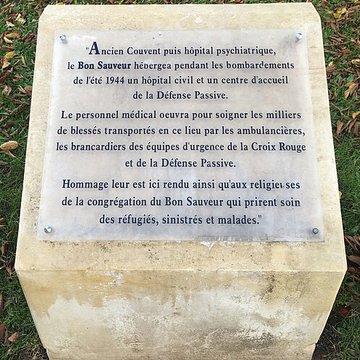 "Ancien Couvent puis hôpital psychiatrique,
le Bon Sauveur hébergea pendant les bombardements
de l'été 1944 un hôpital civil et un centre d'accueil
de la Défense Passive.
Le personnel médical oeuvra pour soigner les milliers
de blessés transportés en ce lieu par les ambulancières,
les brancardiers des équipes d'urgence de la Croix Rouge
et de la Défense Passive.
Hommage leur est ici rendu ainsi qu'aux religieuses
de la congrégation du Bon Sauveur qui prirent soin
des réfugiés, sinistrés et malades."